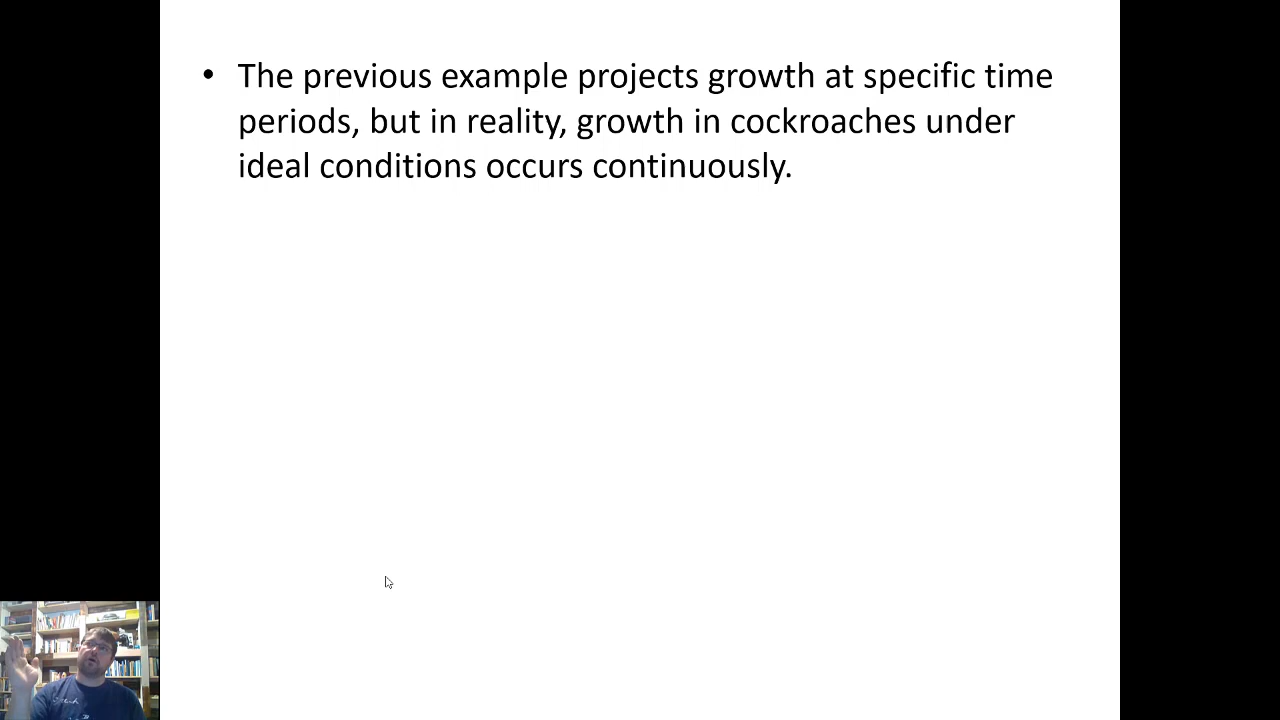 • The previous example projects growth at specific time
periods, but in reality, growth in cockroaches under
ideal conditions occurs continuously.